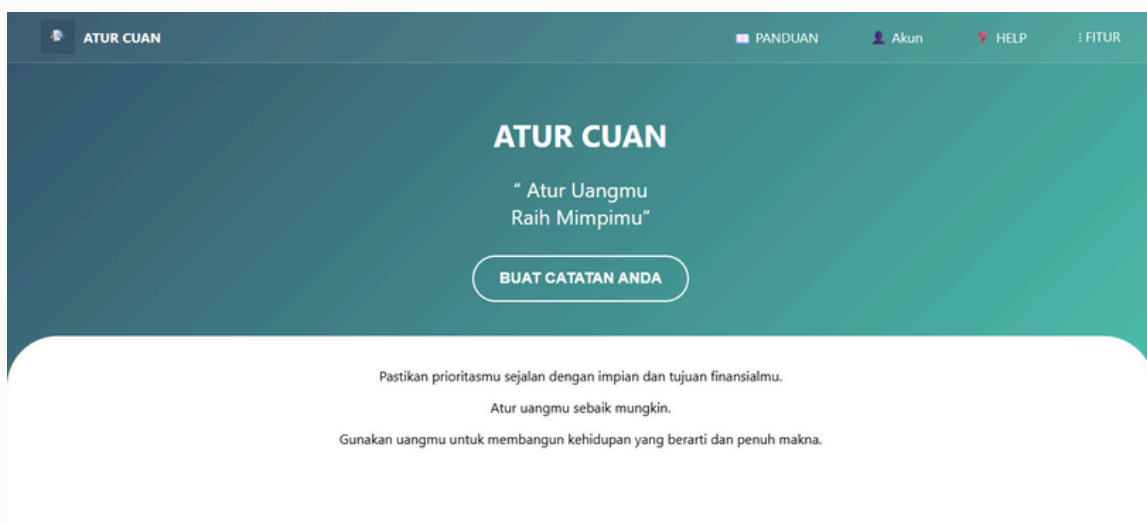 ATUR CUAN
PANDUAN
Akun
HELP
⋮ FITUR
ATUR CUAN
“ Atur Uangmu
Raih Mimpimu”
BUAT CATATAN ANDA
Pastikan prioritasmu sejalan dengan impian dan tujuan finansialmu.
Atur uangmu sebaik mungkin.
Gunakan uangmu untuk membangun kehidupan yang berarti dan penuh makna.